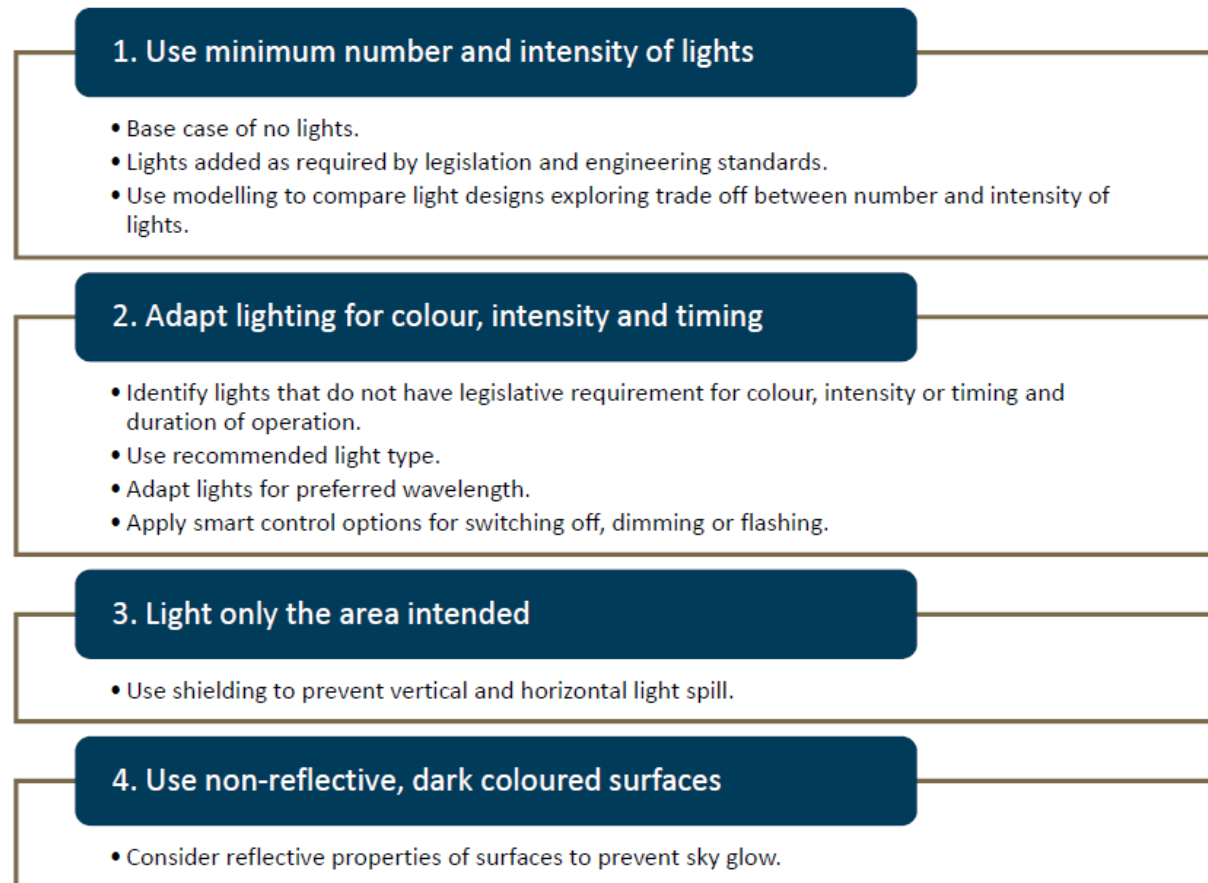 1. Use minimum number and intensity of lights
• Base case of no lights.
• Lights added as required by legislation and engineering standards.
• Use modelling to compare light designs exploring trade off between number and intensity of
lights.
2. Adapt lighting for colour, intensity and timing
• Identify lights that do not have legislative requirement for colour, intensity or timing and
duration of operation.
• Use recommended light type.
• Adapt lights for preferred wavelength.
• Apply smart control options for switching off, dimming or flashing.
3. Light only the area intended
• Use shielding to prevent vertical and horizontal light spill.
4. Use non-reflective, dark coloured surfaces
• Consider reflective properties of surfaces to prevent sky glow.